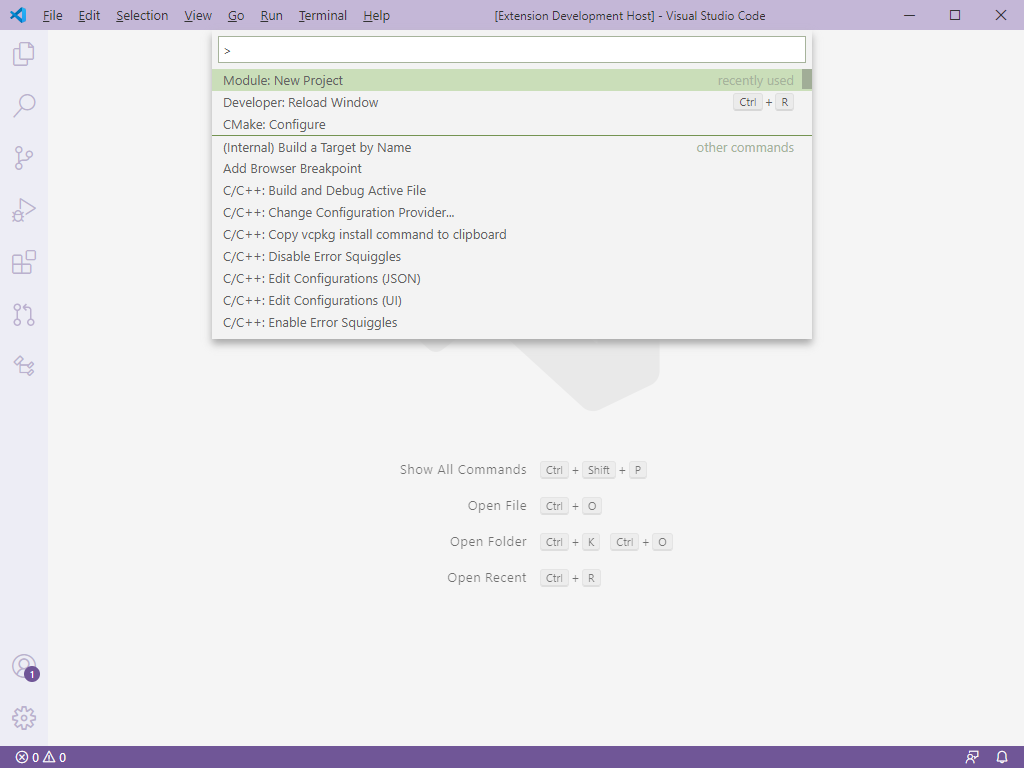 File Edit Selection View Go Run Terminal Help [Extension Development Host] - Visual Studio Code
>
Module: New Project recently used
Developer: Reload Window Ctrl + R
CMake: Configure
(Internal) Build a Target by Name other commands
Add Browser Breakpoint
C/C++: Build and Debug Active File
C/C++: Change Configuration Provider...
C/C++: Copy vcpkg install command to clipboard
C/C++: Disable Error Squiggles
C/C++: Edit Configurations (JSON)
C/C++: Edit Configurations (UI)
C/C++: Enable Error Squiggles
Show All Commands Ctrl + Shift + P
Open File Ctrl + O
Open Folder Ctrl + K Ctrl + O
Open Recent Ctrl + R
1
0 0